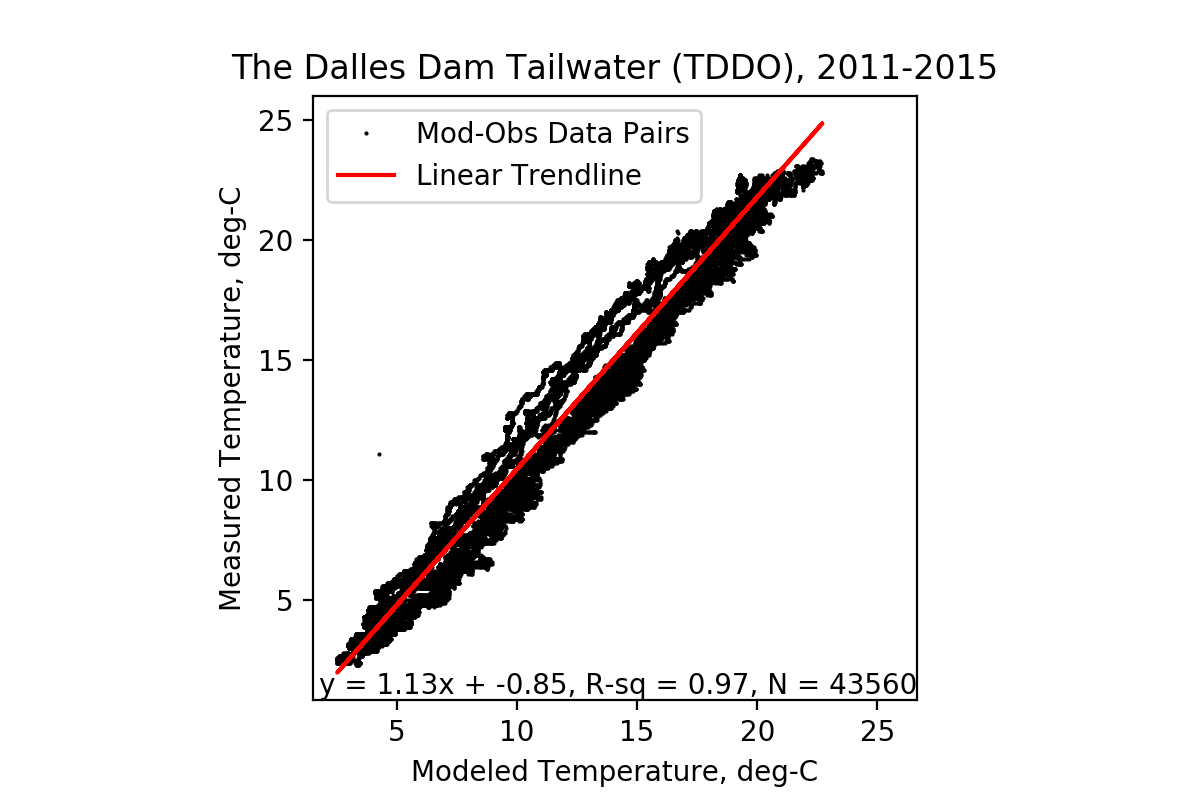 The Dalles Dam Tailwater (TDDO), 2011-2015
Mod-Obs Data Pairs
Linear Trendline
Measured Temperature, deg-C
25
20
15
10
5
y = 1.13x + -0.85, R-sq = 0.97, N = 43560
5 10 15 20 25
Modeled Temperature, deg-C